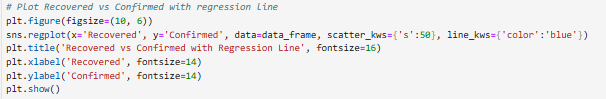 # Plot Recovered vs Confirmed with regression line
plt.figure(figsize=(10, 6))
sns.regplot(x='Recovered', y='Confirmed', data=data_frame, scatter_kws={'s':50}, line_kws={'color':'blue'})
plt.title('Recovered vs Confirmed with Regression Line', fontsize=16)
plt.xlabel('Recovered', fontsize=14)
plt.ylabel('Confirmed', fontsize=14)
plt.show()